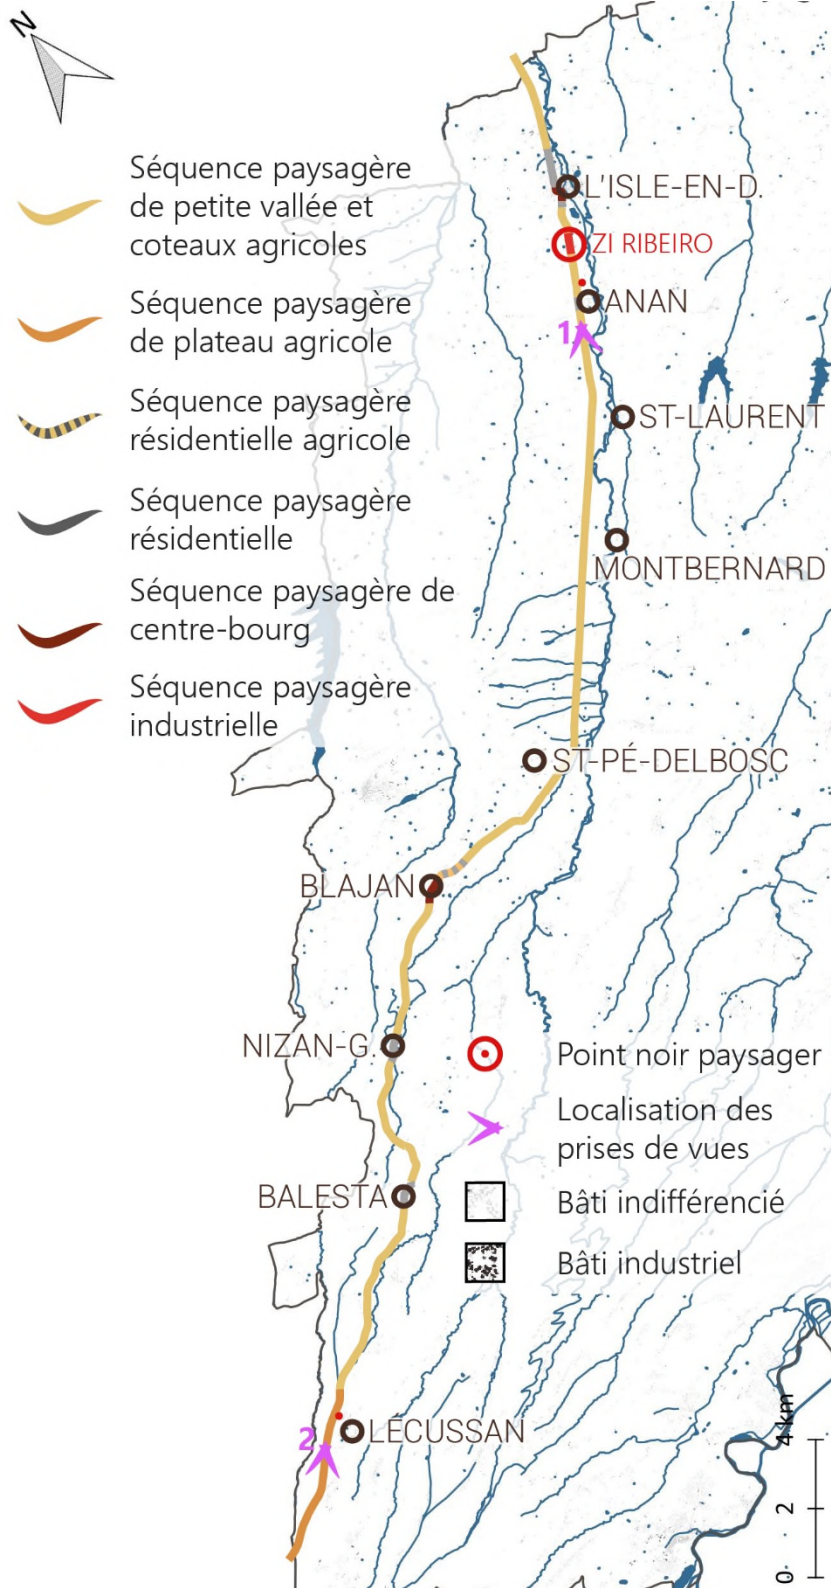 N
Séquence paysagère
de petite vallée et
coteaux agricoles
Séquence paysagère
de plateau agricole
Séquence paysagère
résidentielle agricole
Séquence paysagère
résidentielle
Séquence paysagère de
centre-bourg
Séquence paysagère
industrielle
L'ISLE-EN-D.
ZI RIBEIRO
ANAN
1
ST-LAURENT
MONTBERNARD
ST-PÉ-DELBOSC
BLAJAN
NIZAN-G.
BALESTA
LECUSSAN
2
Point noir paysager
Localisation des
prises de vues
Bâti indifférencié
Bâti industriel
4 km
2
0